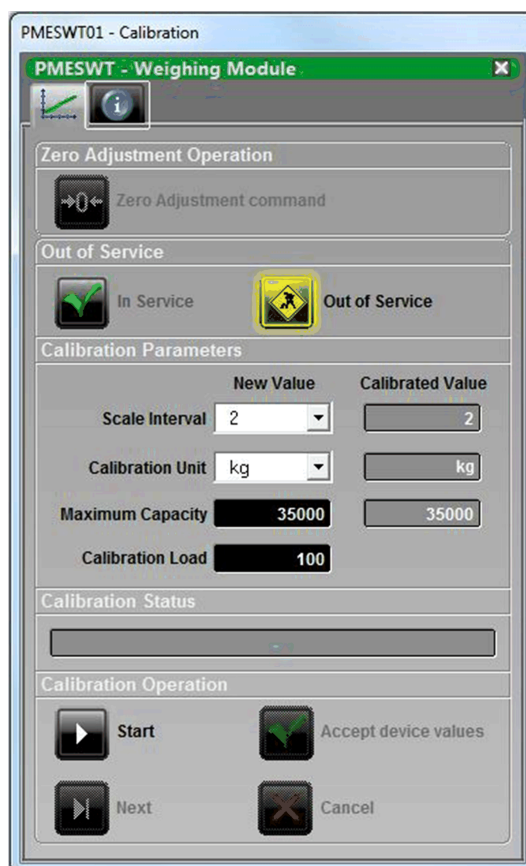 PMESWT01 - Calibration
PMESWT - Weighing Module
Zero Adjustment Operation
→0← Zero Adjustment command
Out of Service
In Service Out of Service
Calibration Parameters
New Value Calibrated Value
Scale Interval 2 2
Calibration Unit kg kg
Maximum Capacity 35000 35000
Calibration Load 100
Calibration Status
-
Calibration Operation
Start Accept device values
Next Cancel